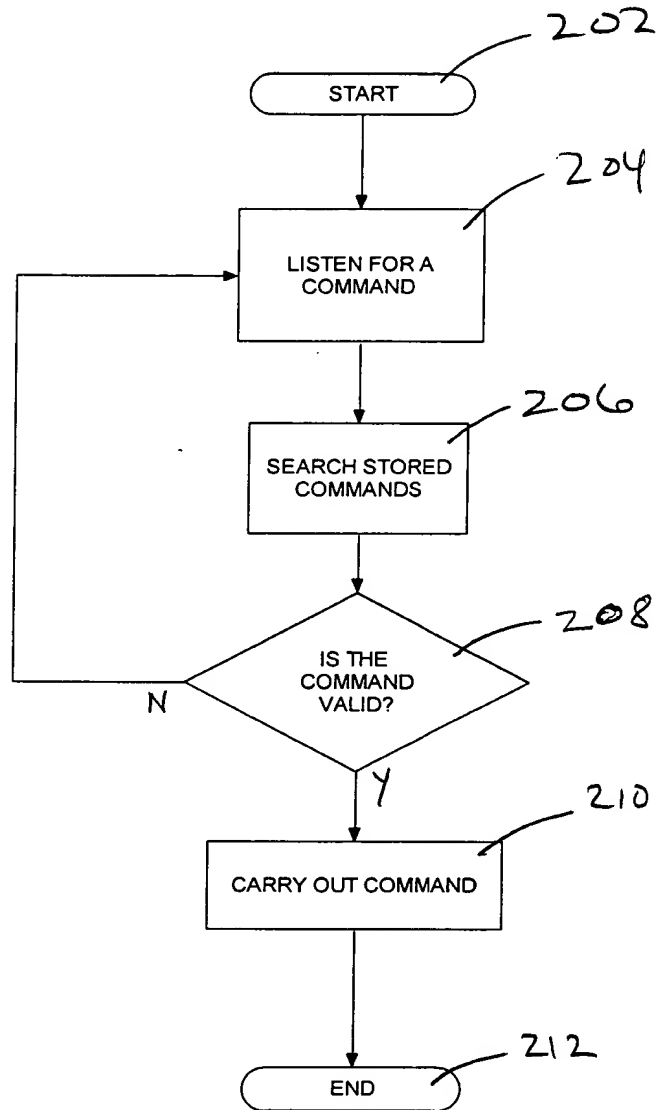 202
START
204
LISTEN FOR A
COMMAND
206
SEARCH STORED
COMMANDS
208
IS THE
COMMAND
VALID?
N
Y
210
CARRY OUT COMMAND
212
END